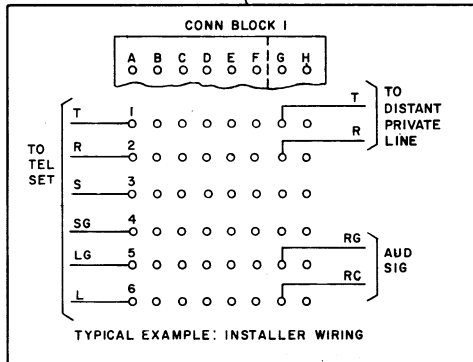 CONN BLOCK 1
A B C D E F G H
T 1 T TO
DISTANT
PRIVATE
LINE
R 2 R
TO
TEL
SET
S 3
SG 4
LG 5 RG
AUD
SIG
L 6 RC
TYPICAL EXAMPLE: INSTALLER WIRING